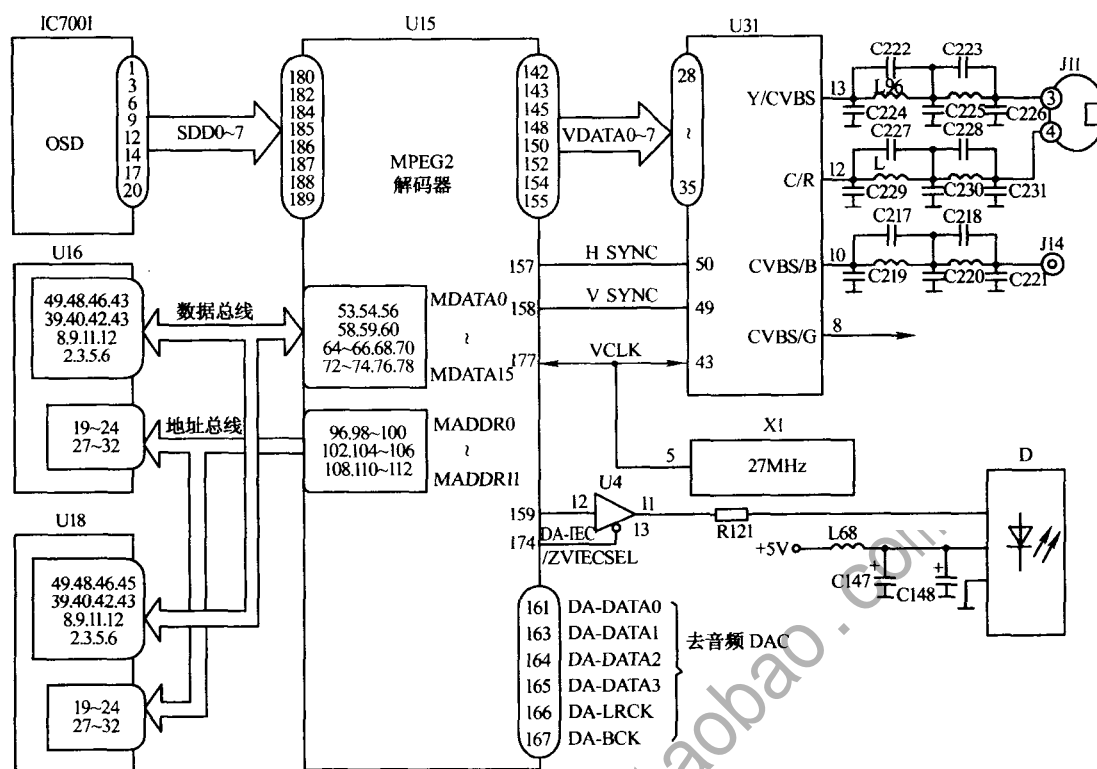 IC7001
OSD
1
3
6
9
12
14
17
20
SDD0~7
U15
180
182
184
185
186
187
188
189
MPEG2
解码器
142
143
145
148
150
152
154
155
VDATA0~7
U31
28
~
35
Y/CVBS
13
C/R
12
CVBS/B
10
CVBS/G
8
C222
C223
L96
C224
C225
C226
C227
C228
L
C229
C230
C231
C217
C218
C219
C220
C221
J11
3
4
J14
157
H SYNC
50
158
V SYNC
49
177
VCLK
43
U16
49.48.46.43
39.40.42.43
8.9.11.12
2.3.5.6
数据总线
53.54.56
58.59.60
64~66.68.70
72~74.76.78
MDATA0
~
MDATA15
19~24
27~32
地址总线
96.98~100
102.104~106
108.110~112
MADDR0
~
MADDR11
X1
5
27MHz
U4
159
12
11
13
174
DA-IEC
/ZVIECSEL
R121
D
+5V
L68
+
C147
+
C148
U18
49.48.46.45
39.40.42.43
8.9.11.12
2.3.5.6
19~24
27~32
161 DA-DATA0
163 DA-DATA1
164 DA-DATA2
165 DA-DATA3
166 DA-LRCK
167 DA-BCK
去音频 DAC
aobao.com